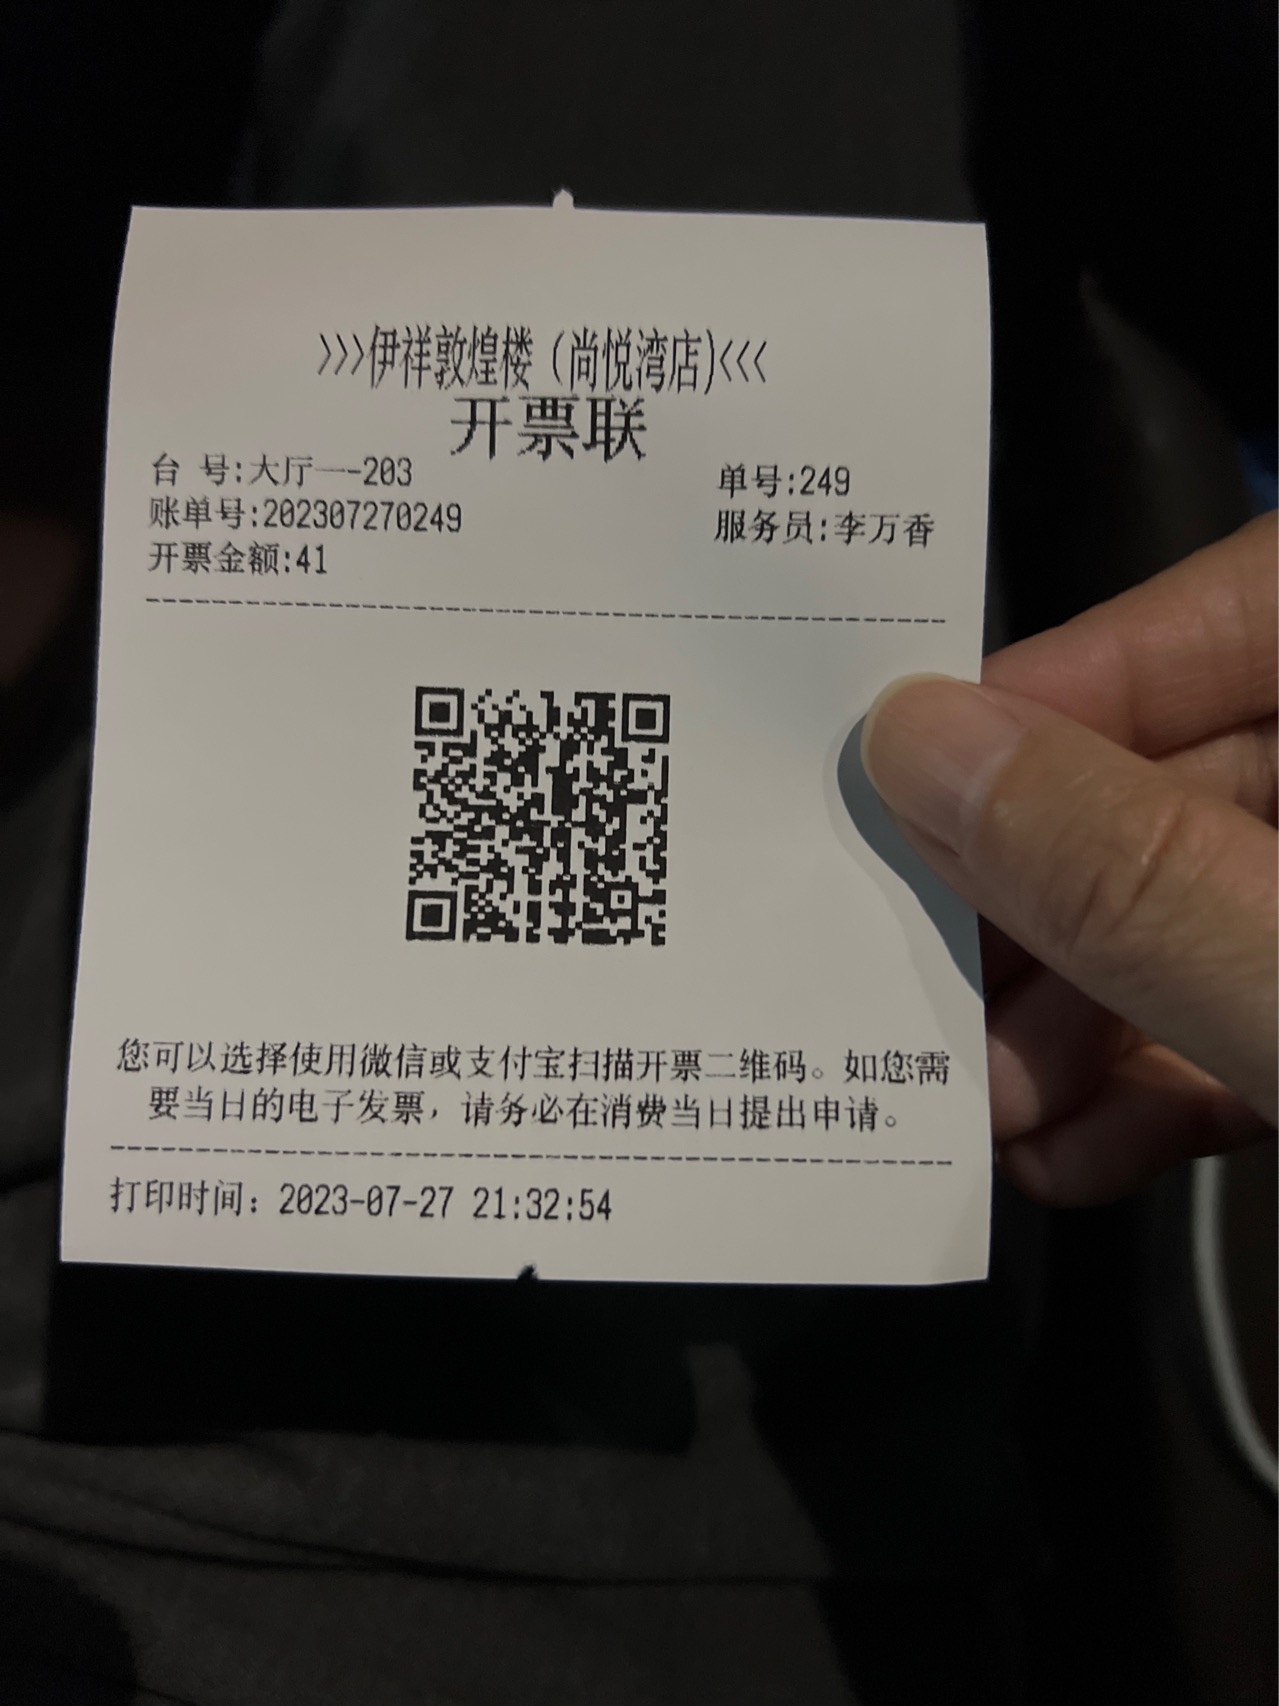 >>>伊祥敦煌楼（尚悦湾店)<<<
开票联
台 号:大厅一-203
单号:249
账单号:202307270249
服务员:李万香
开票金额:41
您可以选择使用微信或支付宝扫描开票二维码。如您需
要当日的电子发票，请务必在消费当日提出申请。
打印时间：2023-07-27 21:32:54